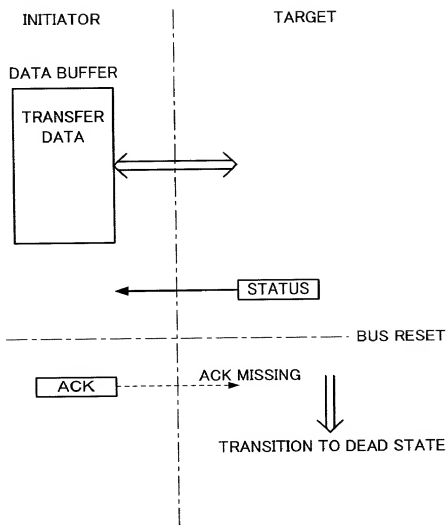 INITIATOR
TARGET
DATA BUFFER
TRANSFER
DATA
STATUS
BUS RESET
ACK
ACK MISSING
TRANSITION TO DEAD STATE